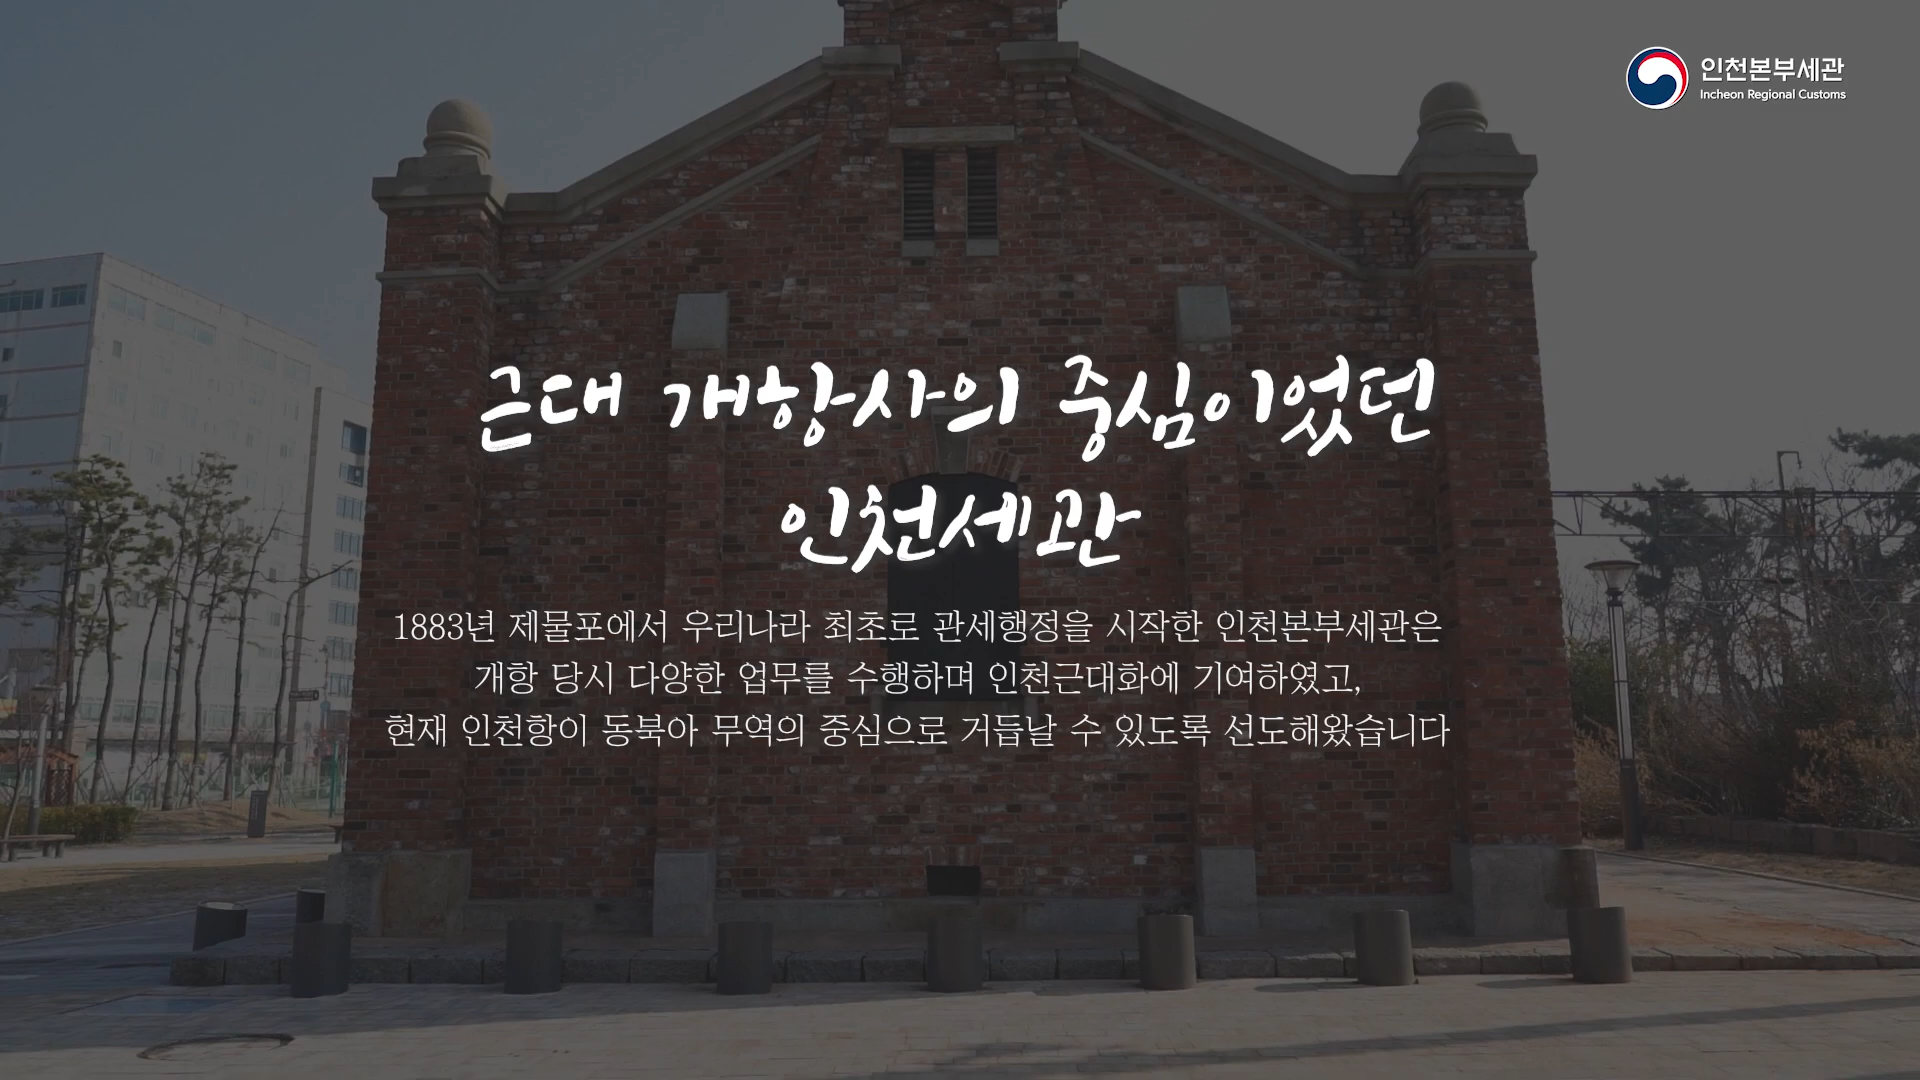 인천본부세관
Incheon Regional Customs
근대 개항사의 중심이었던
인천세관
1883년 제물포에서 우리나라 최초로 관세행정을 시작한 인천본부세관은
개항 당시 다양한 업무를 수행하며 인천근대화에 기여하였고,
현재 인천항이 동북아 무역의 중심으로 거듭날 수 있도록 선도해왔습니다